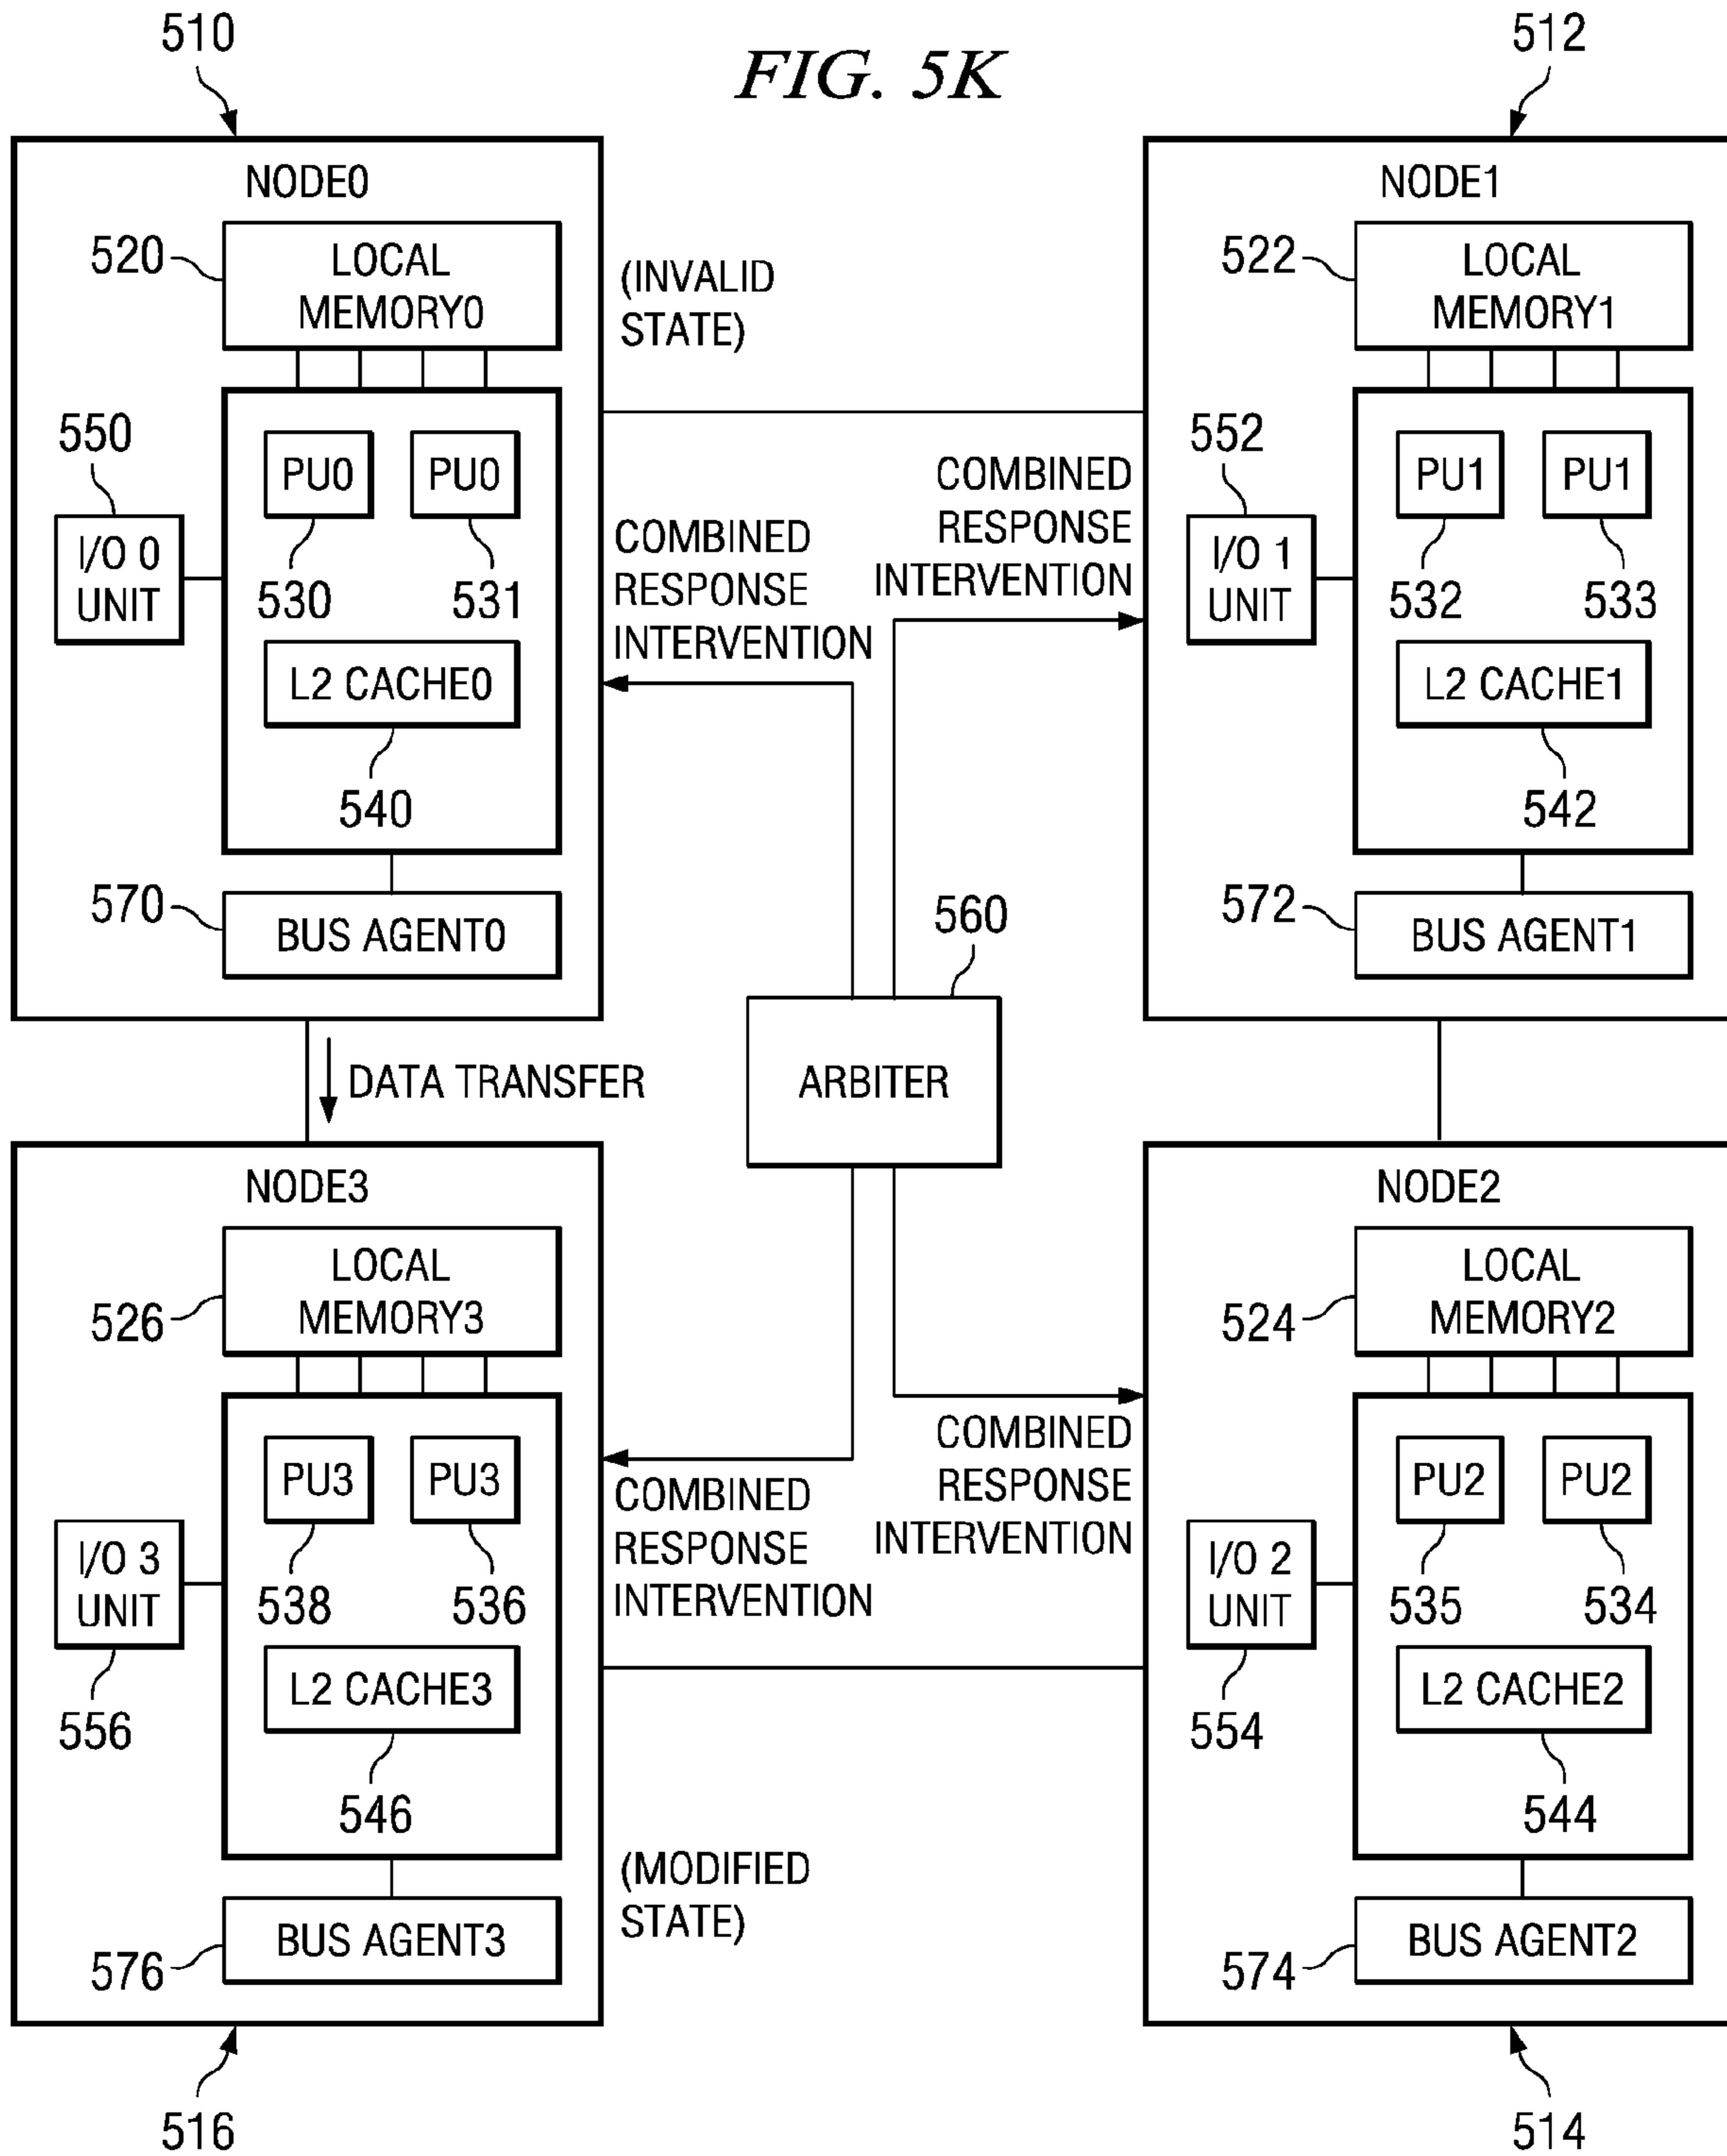 FIG. 5K
510
NODE0
520
LOCAL
MEMORY0
550
I/O 0
UNIT
PU0
PU0
530
531
L2 CACHE0
540
570
BUS AGENT0
(INVALID
STATE)
COMBINED
RESPONSE
INTERVENTION
512
NODE1
522
LOCAL
MEMORY1
COMBINED
RESPONSE
INTERVENTION
552
I/O 1
UNIT
PU1
PU1
532
533
L2 CACHE1
542
572
BUS AGENT1
560
ARBITER
DATA TRANSFER
NODE3
526
LOCAL
MEMORY3
I/O 3
UNIT
556
PU3
PU3
538
536
L2 CACHE3
546
576
BUS AGENT3
516
COMBINED
RESPONSE
INTERVENTION
(MODIFIED
STATE)
NODE2
524
LOCAL
MEMORY2
COMBINED
RESPONSE
INTERVENTION
I/O 2
UNIT
554
PU2
PU2
535
534
L2 CACHE2
544
574
BUS AGENT2
514